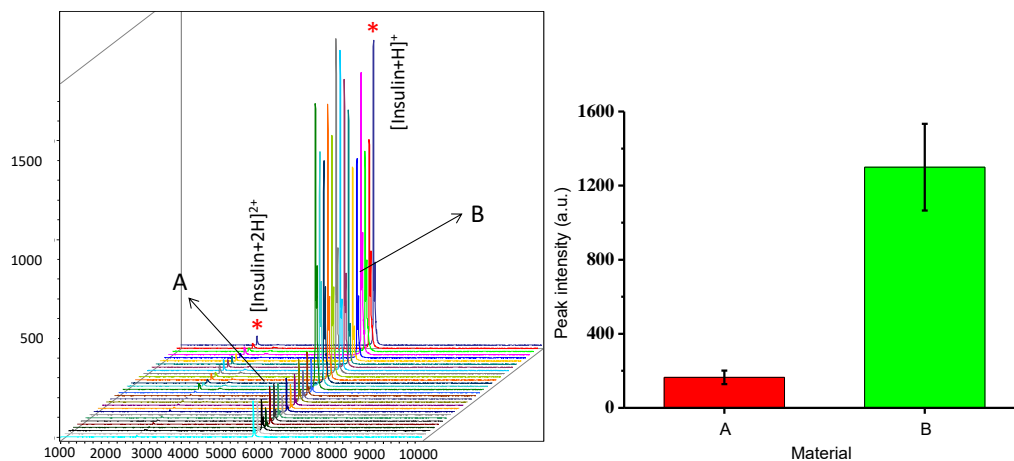 *
[Insulin+H]⁺
1500
1000
500
*
[Insulin+2H]²⁺
A
B
1000 2000 3000 4000 5000 6000 7000 8000 9000 10000
1600
1200
800
400
0
Peak intensity (a.u.)
A B
Material